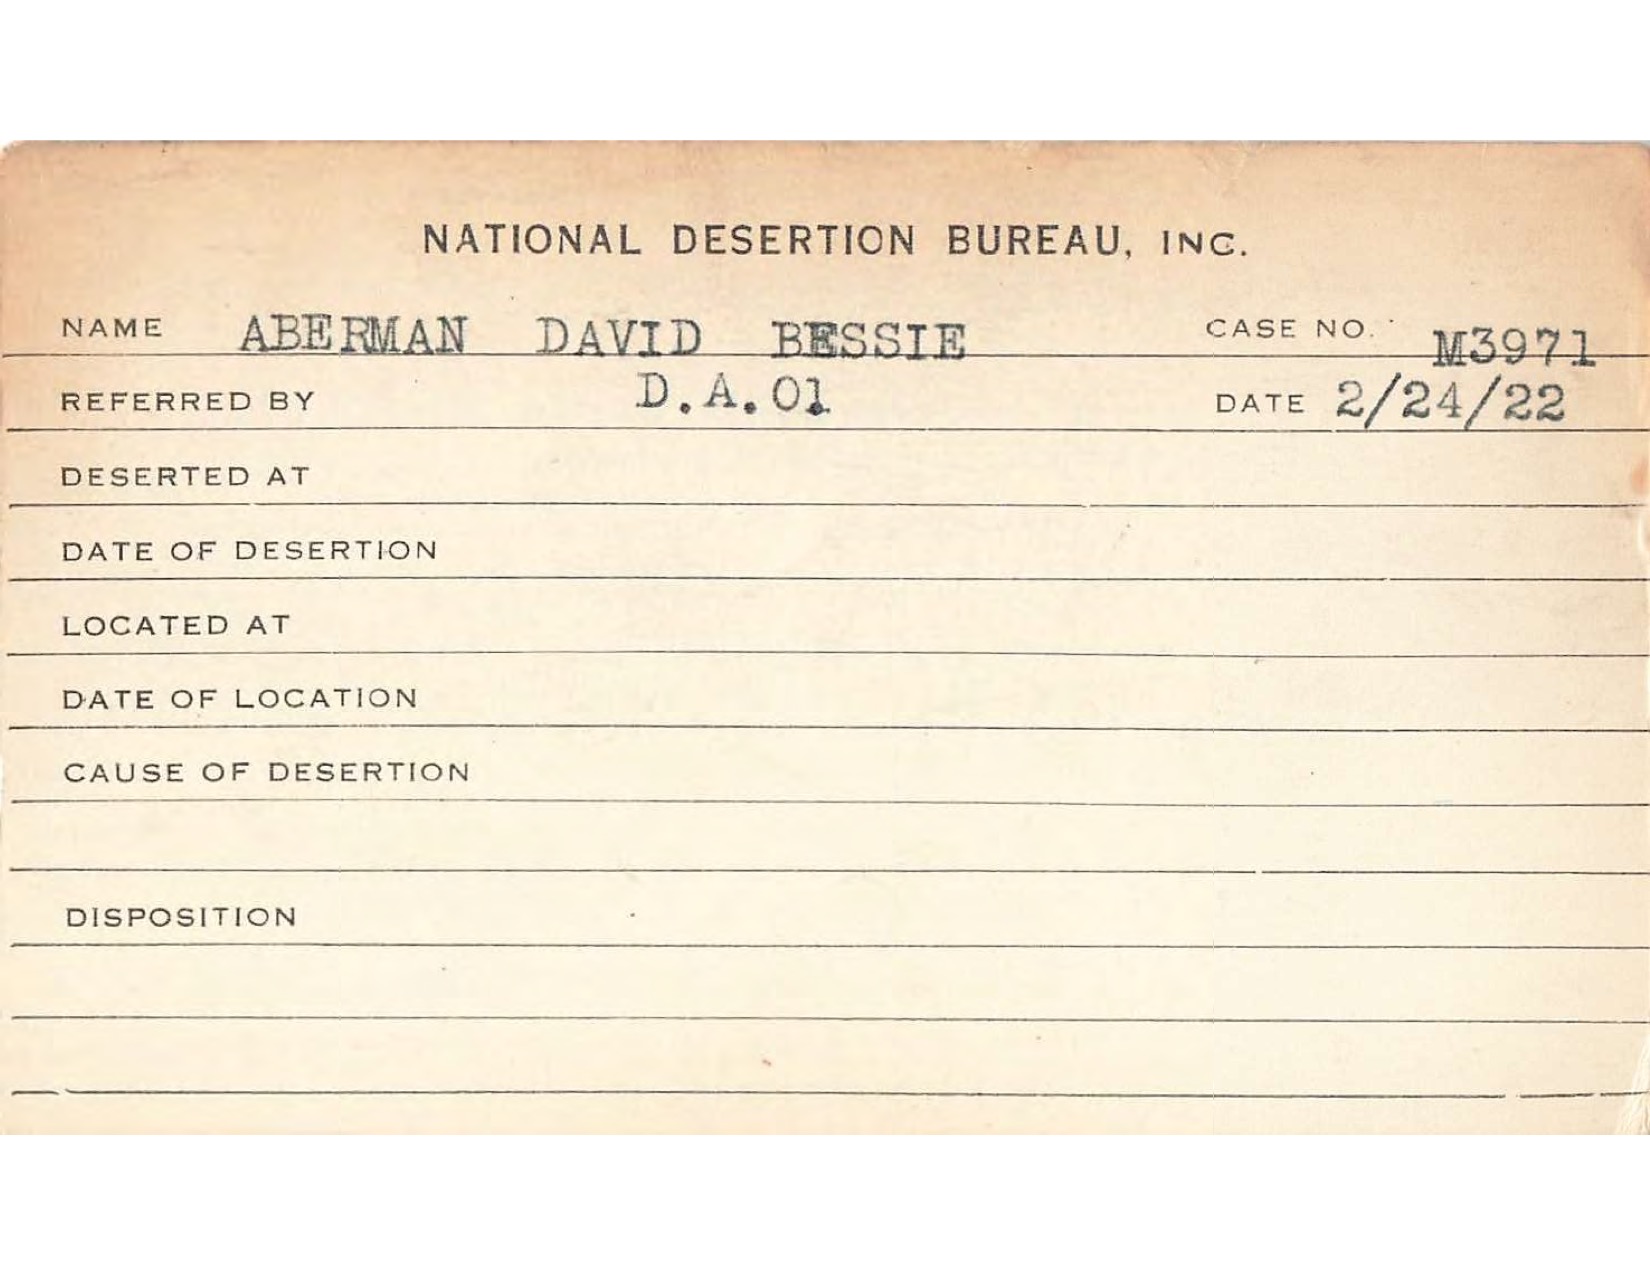 NATIONAL DESERTION BUREAU, INC.
NAME ABERMAN DAVID BESSIE CASE NO. M3971
REFERRED BY D.A.01 DATE 2/24/22
DESERTED AT
DATE OF DESERTION
LOCATED AT
DATE OF LOCATION
CAUSE OF DESERTION
DISPOSITION